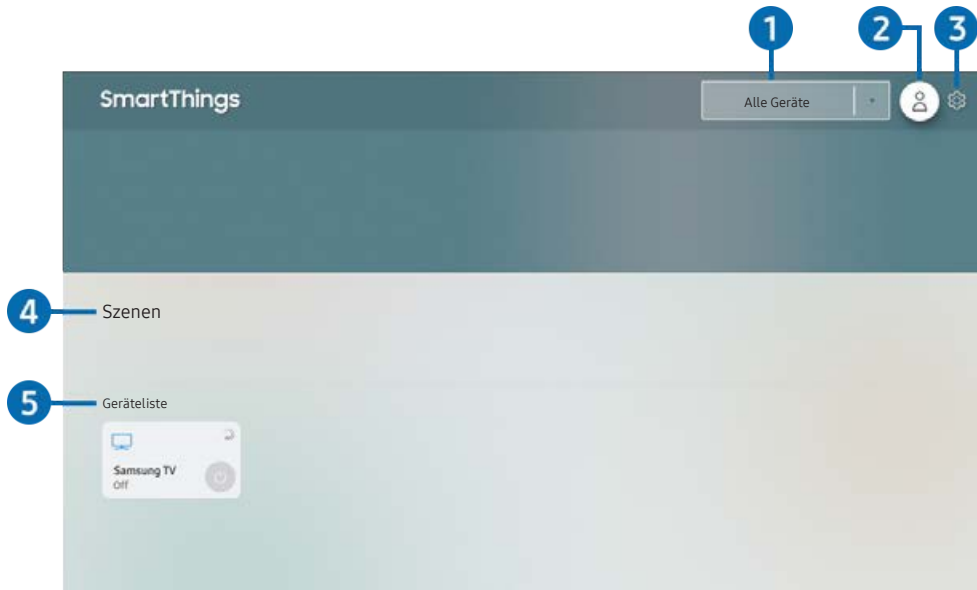 1
2
3
SmartThings
Alle Geräte
4
Szenen
5
Geräteliste
Samsung TV
Off